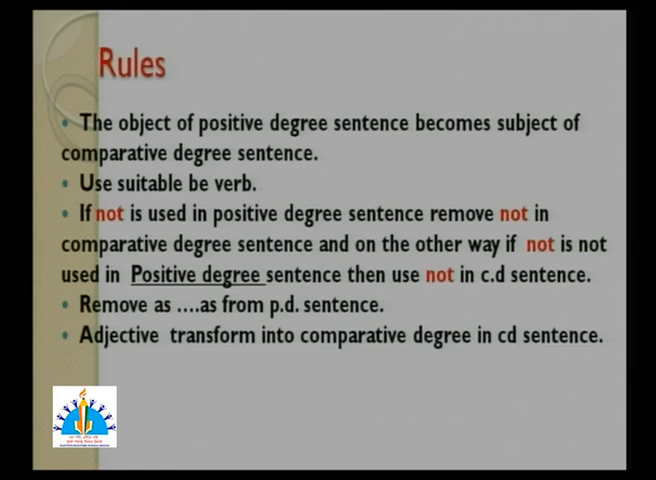 Rules
• The object of positive degree sentence becomes subject of
comparative degree sentence.
• Use suitable be verb.
• If not is used in positive degree sentence remove not in
comparative degree sentence and on the other way if not is not
used in Positive degree sentence then use not in c.d sentence.
• Remove as ....as from p.d. sentence.
• Adjective transform into comparative degree in cd sentence.